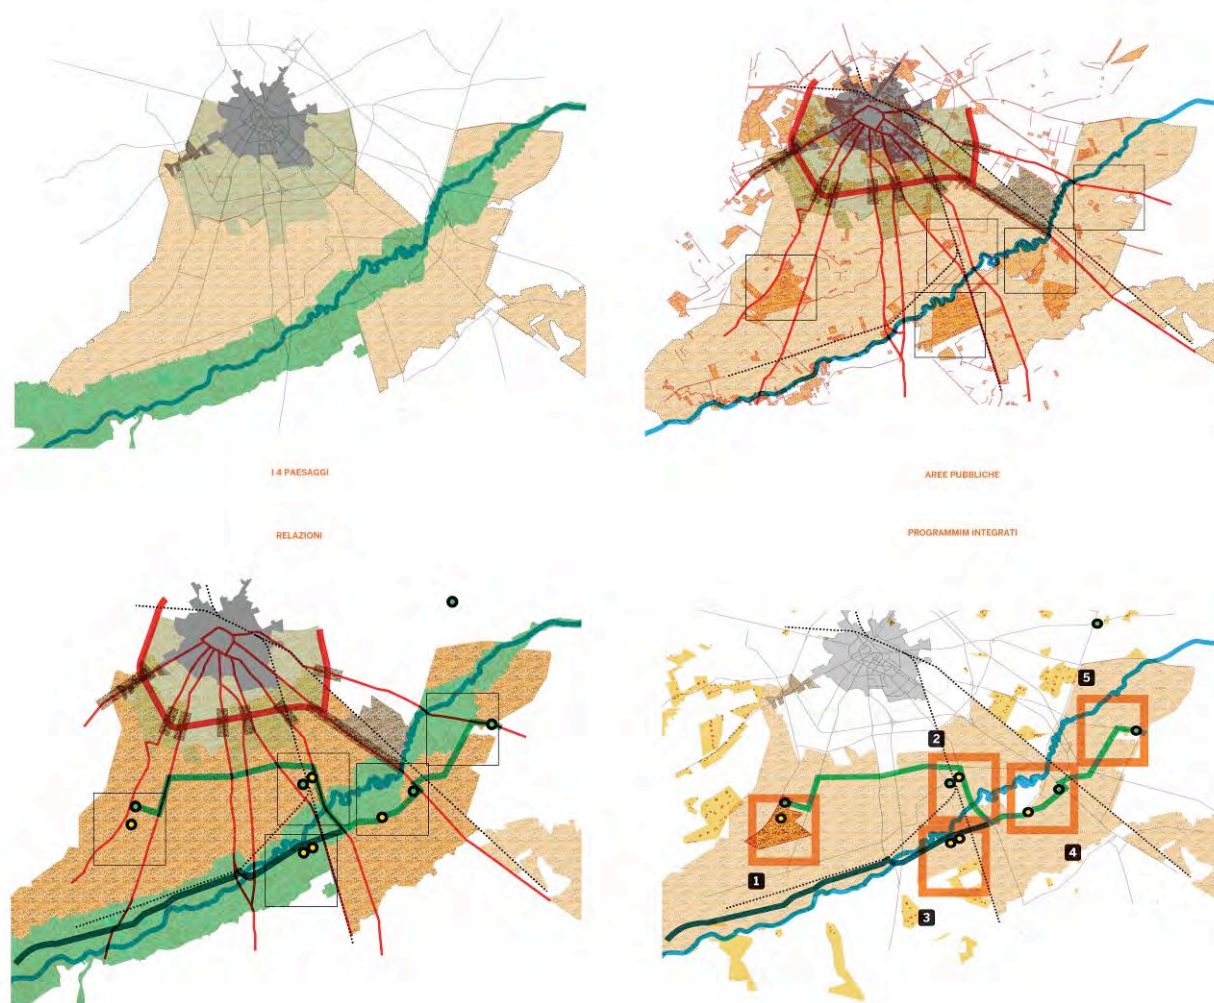 I 4 PAESAGGI
AREE PUBBLICHE
RELAZIONI
PROGRAMMIM INTEGRATI
5
2
4
1
3